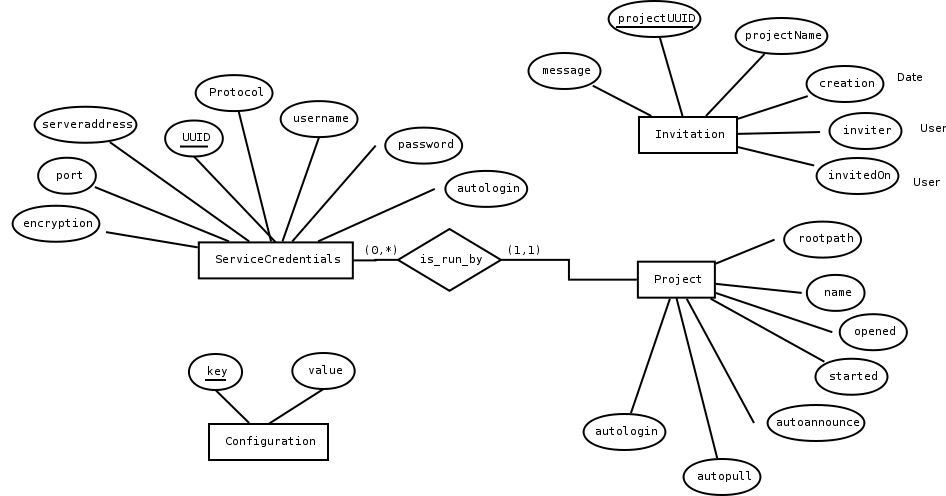 projectUUID
projectName
message
creation
Date
Protocol
username
serveraddress
UUID
inviter
User
Invitation
password
port
invitedOn
User
autologin
encryption
rootpath
ServiceCredentials
(0,*)
is_run_by
(1,1)
Project
name
opened
key
value
started
autoannounce
autologin
Configuration
autopull